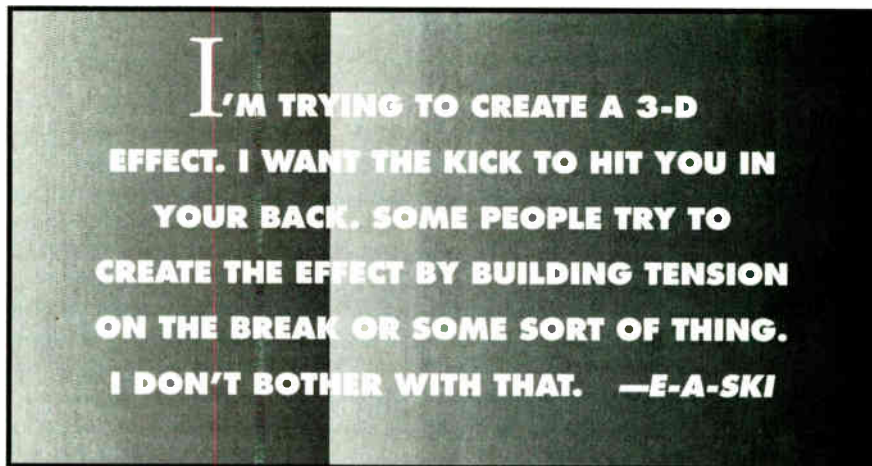 I'M TRYING TO CREATE A 3-D
EFFECT. I WANT THE KICK TO HIT YOU IN
YOUR BACK. SOME PEOPLE TRY TO
CREATE THE EFFECT BY BUILDING TENSION
ON THE BREAK OR SOME SORT OF THING.
I DON'T BOTHER WITH THAT. —E-A-SKI